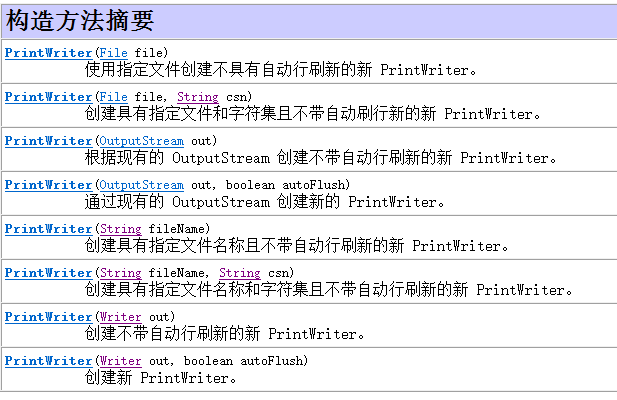 构造方法摘要
PrintWriter(File file)
使用指定文件创建不具有自动行刷新的新 PrintWriter。
PrintWriter(File file, String csn)
创建具有指定文件和字符集且不带自动刷行新的新 PrintWriter。
PrintWriter(OutputStream out)
根据现有的 OutputStream 创建不带自动行刷新的新 PrintWriter。
PrintWriter(OutputStream out, boolean autoFlush)
通过现有的 OutputStream 创建新的 PrintWriter。
PrintWriter(String fileName)
创建具有指定文件名称且不带自动行刷新的新 PrintWriter。
PrintWriter(String fileName, String csn)
创建具有指定文件名称和字符集且不带自动行刷新的新 PrintWriter。
PrintWriter(Writer out)
创建不带自动行刷新的新 PrintWriter。
PrintWriter(Writer out, boolean autoFlush)
创建新 PrintWriter。